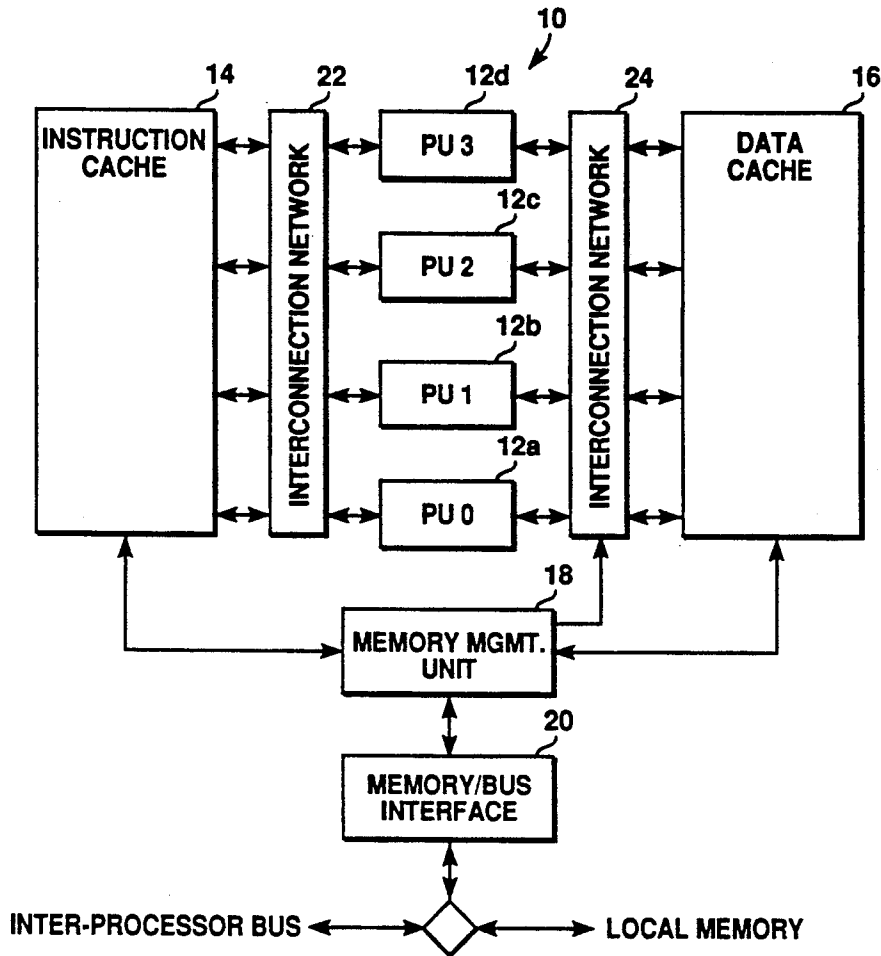 10
14
22
12d
24
16
INSTRUCTION
CACHE
INTERCONNECTION NETWORK
PU 3
INTERCONNECTION NETWORK
DATA
CACHE
12c
PU 2
12b
PU 1
12a
PU 0
18
MEMORY MGMT.
UNIT
20
MEMORY/BUS
INTERFACE
INTER-PROCESSOR BUS
LOCAL MEMORY